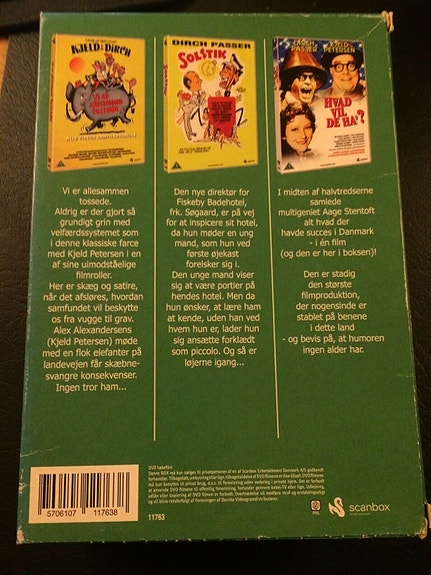 KJELD & DIRCH
Vi er allesammen tossede
DIRCH PASSER
SOLSTIK
DIRCH PASSER
KJELD PETERSEN
HVAD VIL DE HA'?
Vi er allesammen
tossede.
Aldrig er der gjort så
grundigt grin med
velfærdssystemet som
i denne klassiske farce
med Kjeld Petersen i en
af sine uimodståelige
filmroller.
Her er skæg og satire,
når det afsløres, hvordan
samfundet vil beskytte
os fra vugge til grav.
Alex Alexandersens
(Kjeld Petersen) møde
med en flok elefanter på
landevejen får skæbne-
svangre konsekvenser.
Ingen tror ham...
Den nye direktør for
Fiskeby Badehotel,
frk. Søgaard, er på vej
for at inspicere sit hotel,
da hun møder en ung
mand, som hun ved
første øjekast
forelsker sig i.
Den unge mand viser
sig at være portier på
hendes hotel. Men da
hun ønsker, at lære ham
at kende, uden han ved
hvem hun er, lader hun
sig ansætte forklædt
som piccolo. Og så er
løjerne igang...
I midten af halvtredserne
samlede
multigeniet Aage Stentoft
alt hvad der
havde succes i Danmark
- i én film
(og den er her i boksen)!
Den er stadig
den største
filmproduktion,
der nogensinde er
stablet på benene
i dette land
- og bevis på, at humoren
ingen alder har.
5706107 117638
11763
PAL
scanbox